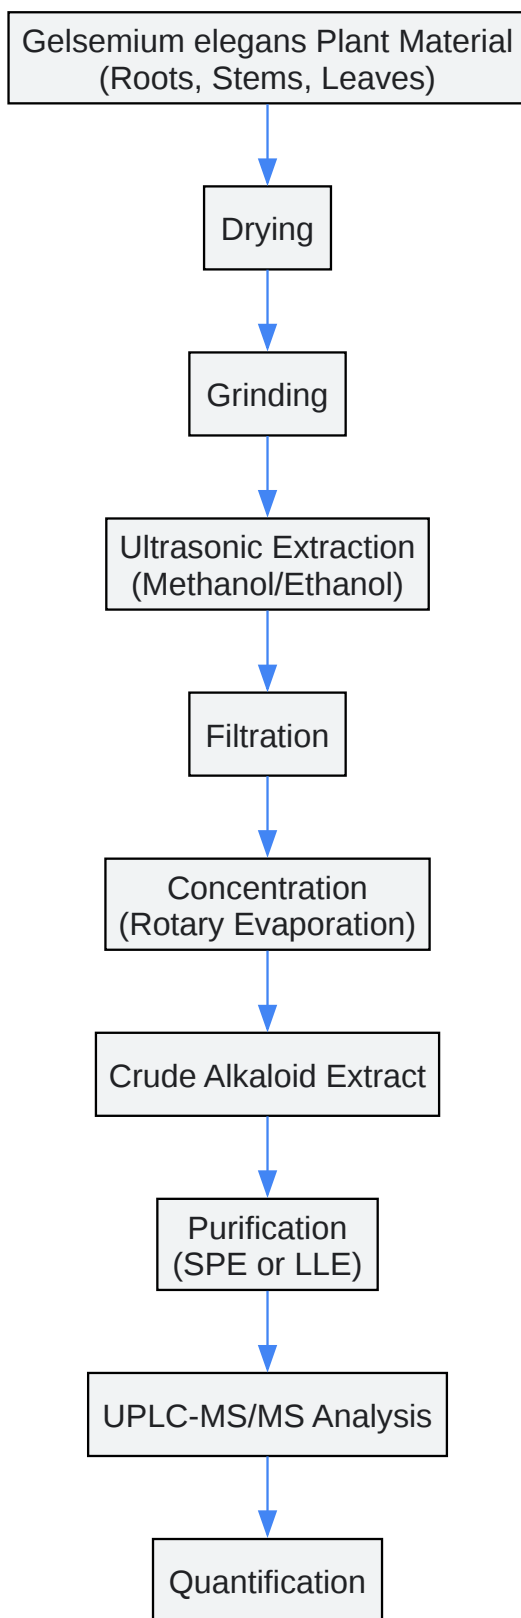 Gelsemium elegans Plant Material
(Roots, Stems, Leaves)
Drying
Grinding
Ultrasonic Extraction
(Methanol/Ethanol)
Filtration
Concentration
(Rotary Evaporation)
Crude Alkaloid Extract
Purification
(SPE or LLE)
UPLC-MS/MS Analysis
Quantification